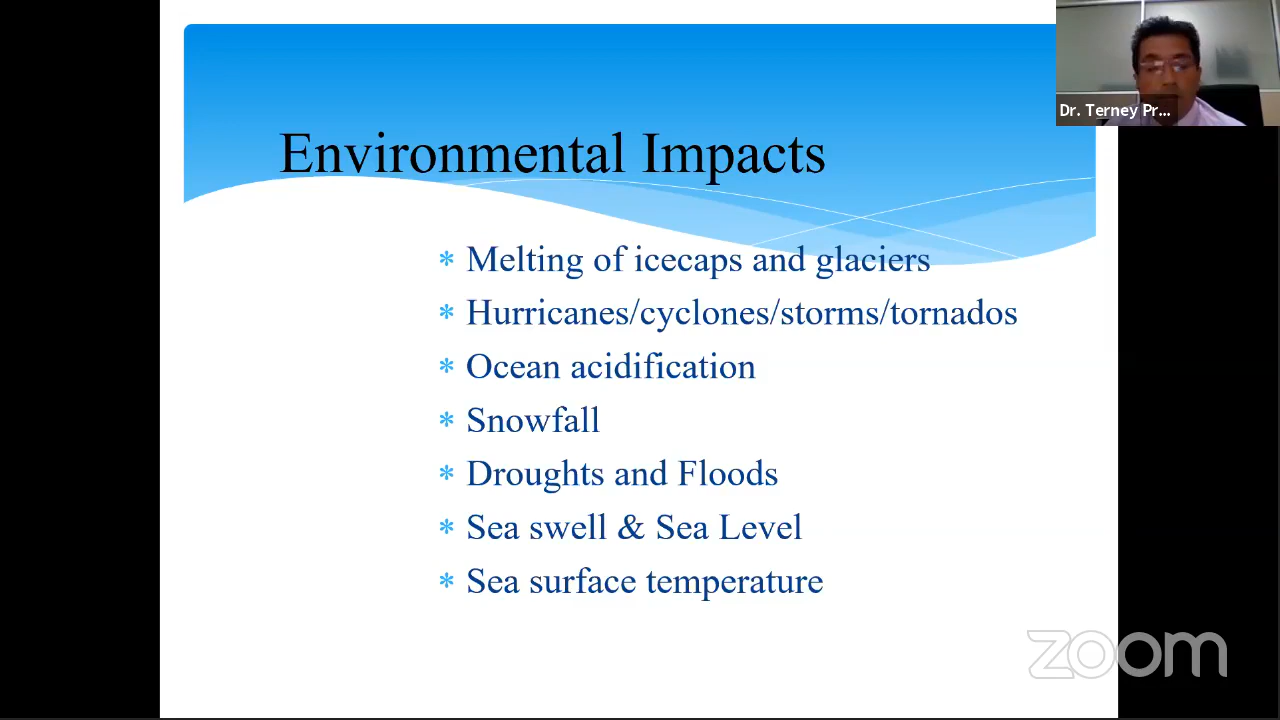 Dr. Terney Pr...
Environmental Impacts
* Melting of icecaps and glaciers
* Hurricanes/cyclones/storms/tornados
* Ocean acidification
* Snowfall
* Droughts and Floods
* Sea swell & Sea Level
* Sea surface temperature
zoom